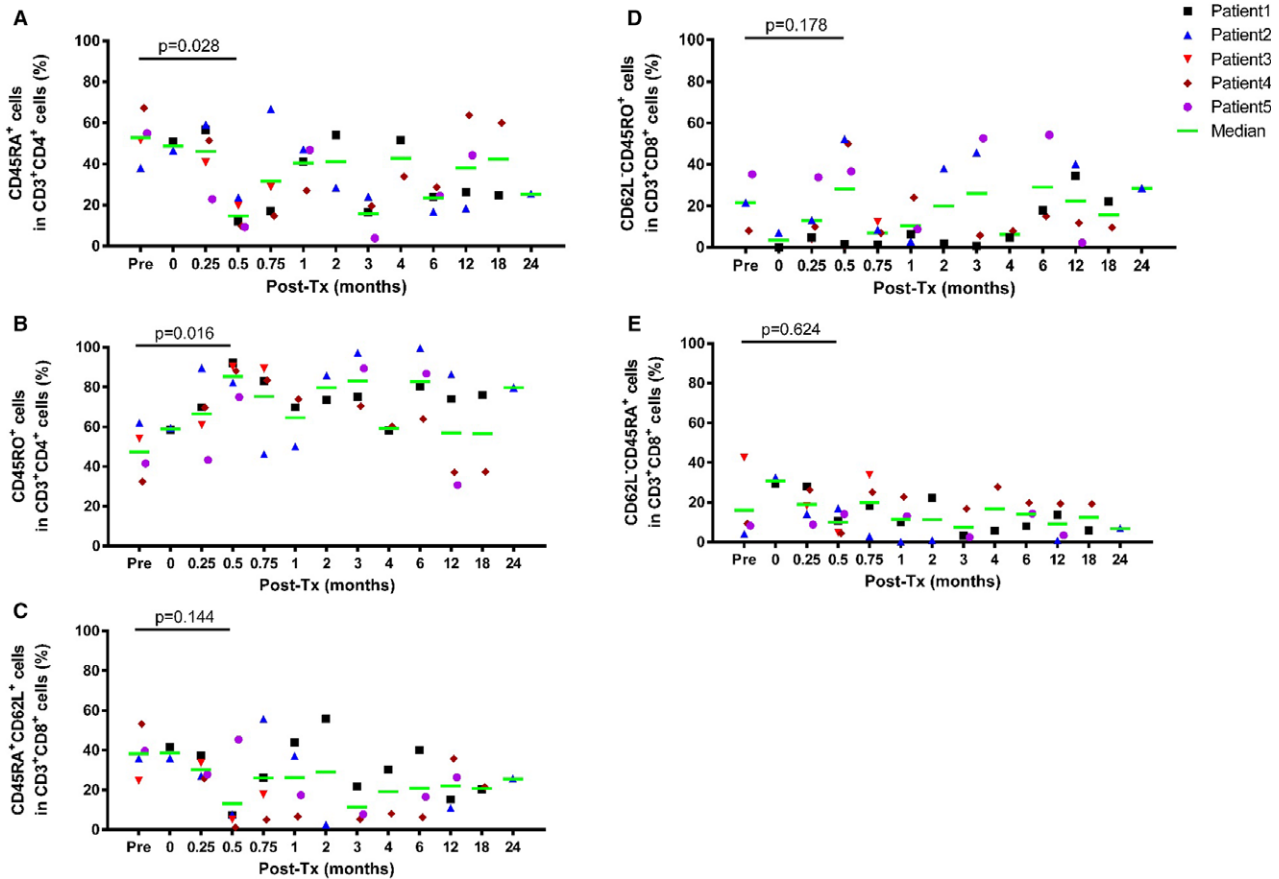 A
p=0.028
CD45RA⁺ cells
in CD3⁺CD4⁺ cells (%)
100
80
60
40
20
0
Pre 0 0.25 0.5 0.75 1 2 3 4 6 12 18 24
Post-Tx (months)
B
p=0.016
CD45RO⁺ cells
in CD3⁺CD4⁺ cells (%)
100
80
60
40
20
0
Pre 0 0.25 0.5 0.75 1 2 3 4 6 12 18 24
Post-Tx (months)
C
p=0.144
CD45RA⁺CD62L⁺ cells
in CD3⁺CD8⁺ cells (%)
100
80
60
40
20
0
Pre 0 0.25 0.5 0.75 1 2 3 4 6 12 18 24
Post-Tx (months)
D
p=0.178
CD62L⁻CD45RO⁺ cells
in CD3⁺CD8⁺ cells (%)
100
80
60
40
20
0
Pre 0 0.25 0.5 0.75 1 2 3 4 6 12 18 24
Post-Tx (months)
Patient1
Patient2
Patient3
Patient4
Patient5
Median
E
p=0.624
CD62L⁻CD45RA⁺ cells
in CD3⁺CD8⁺ cells (%)
100
80
60
40
20
0
Pre 0 0.25 0.5 0.75 1 2 3 4 6 12 18 24
Post-Tx (months)